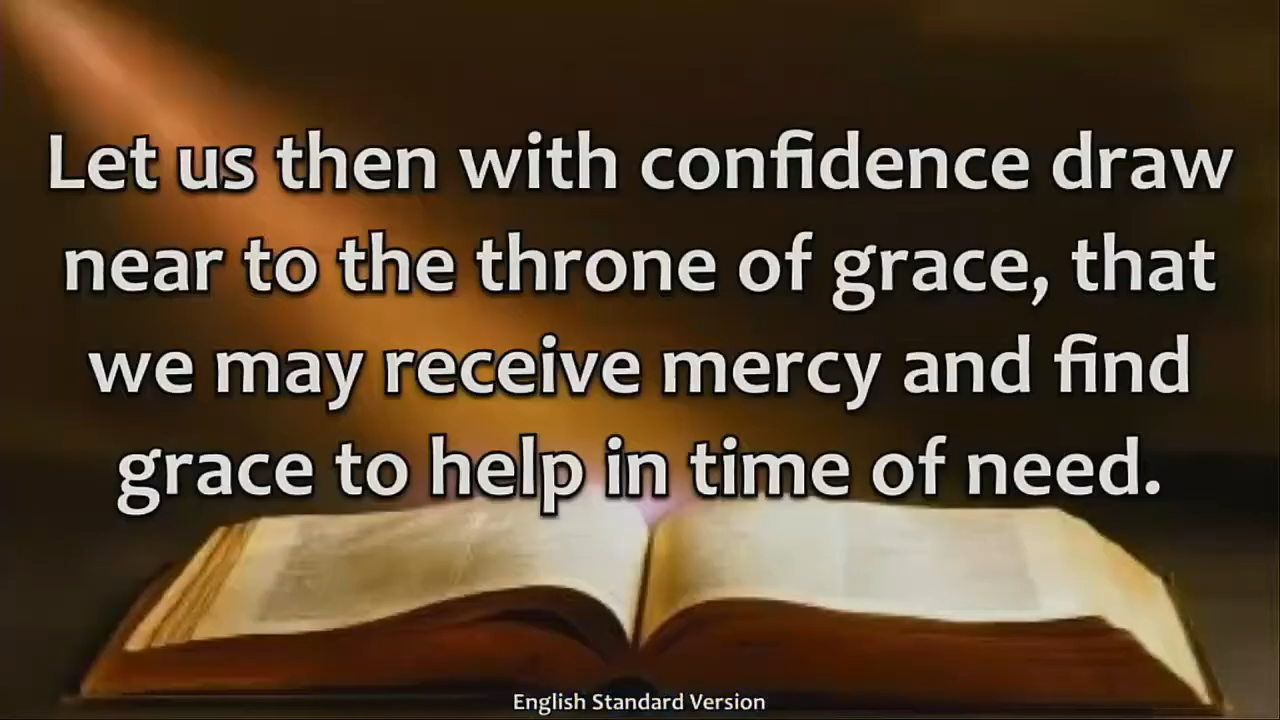 Let us then with confidence draw
near to the throne of grace, that
we may receive mercy and find
grace to help in time of need.
English Standard Version